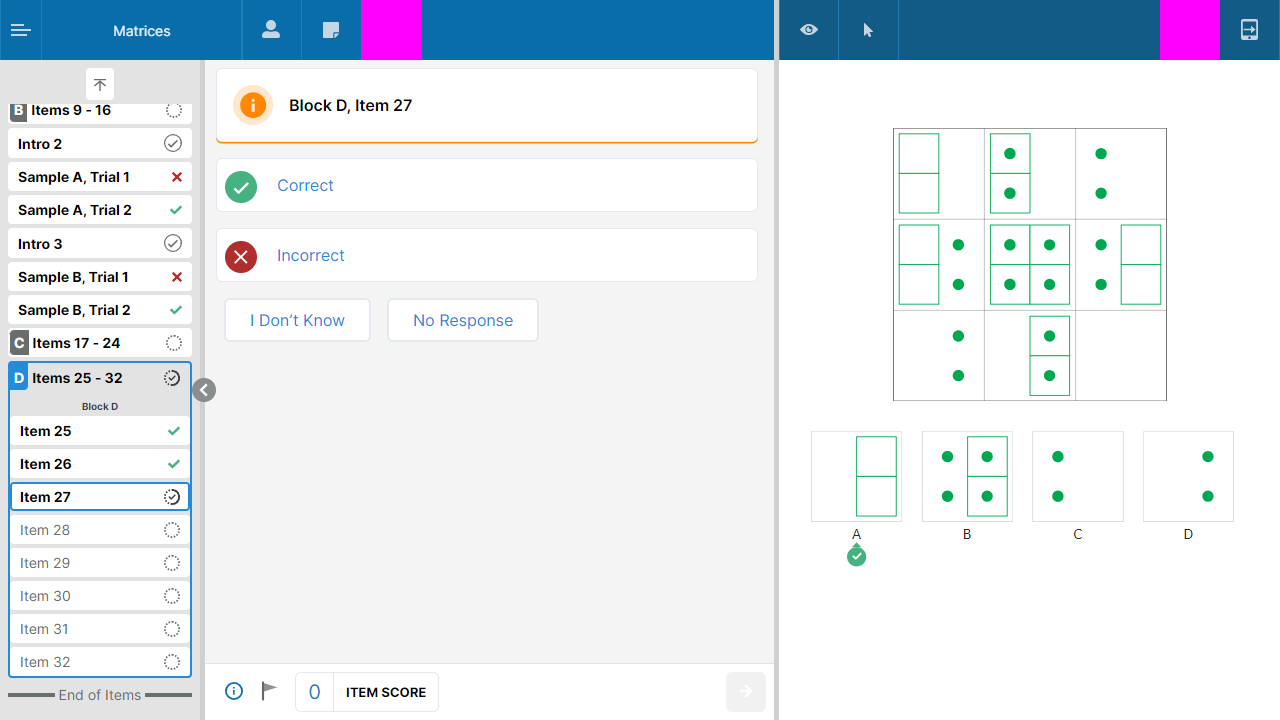 Matrices
B Items 9 - 16
Intro 2
Sample A, Trial 1
Sample A, Trial 2
Intro 3
Sample B, Trial 1
Sample B, Trial 2
C Items 17 - 24
D Items 25 - 32
Block D
Item 25
Item 26
Item 27
Item 28
Item 29
Item 30
Item 31
Item 32
End of Items
Block D, Item 27
Correct
Incorrect
I Don’t Know No Response
0 ITEM SCORE
A B C D